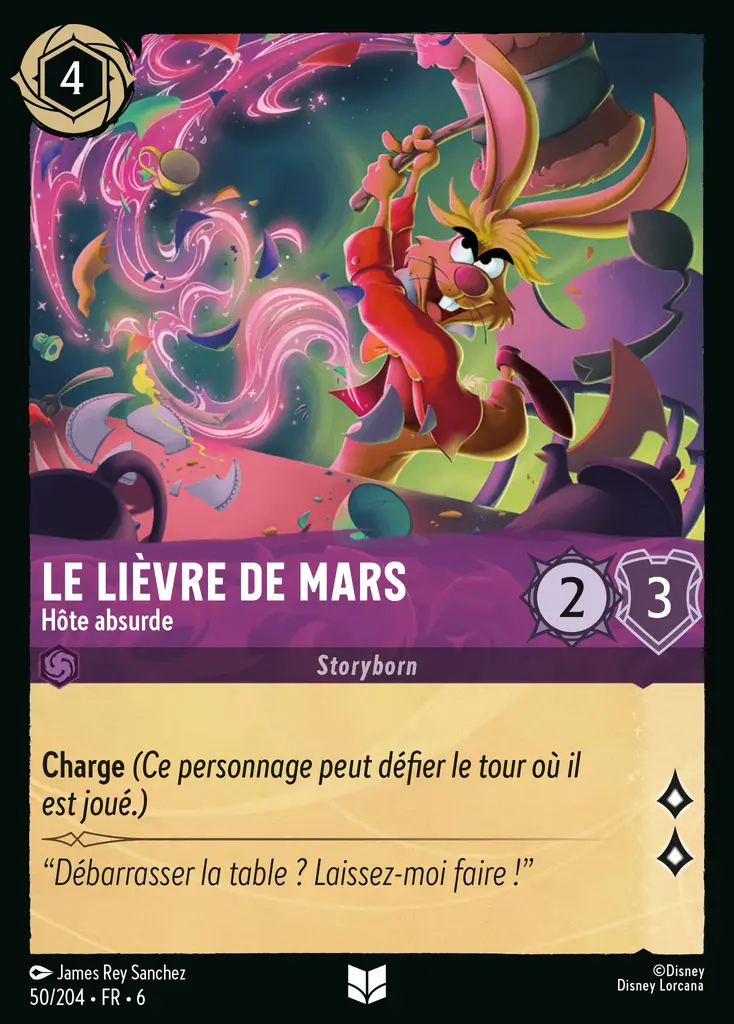 4
LE LIÈVRE DE MARS
Hôte absurde
2
3
Storyborn
Charge (Ce personnage peut défier le tour où il
est joué.)
“Débarrasser la table ? Laissez-moi faire !”
James Rey Sanchez
50/204 • FR • 6
©Disney
Disney Lorcana